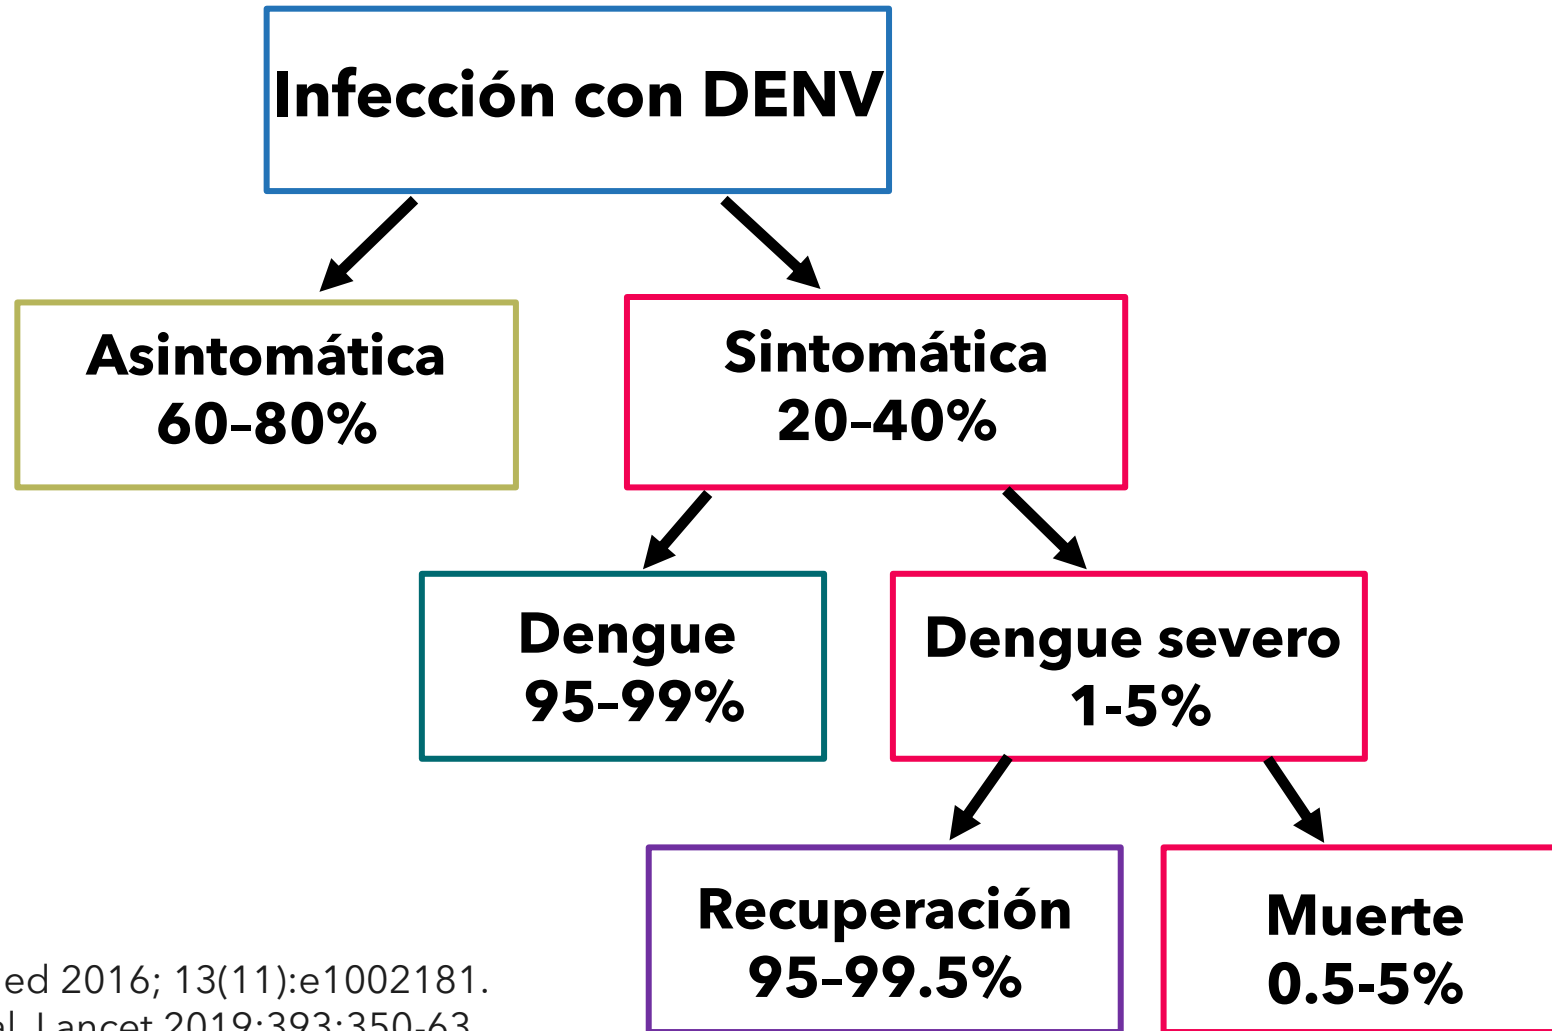 Infección con DENV
Asintomática
60–80%
Sintomática
20–40%
Dengue
95–99%
Dengue severo
1-5%
Recuperación
95–99.5%
Muerte
0.5-5%
ed 2016; 13(11):e1002181.
al. Lancet 2019;393:350-63